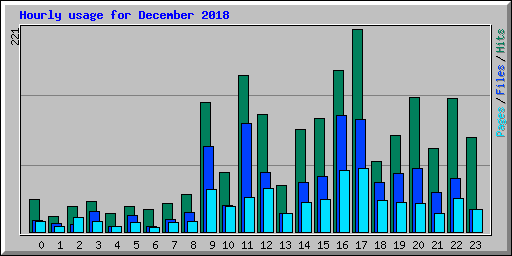 Hourly usage for December 2018
221
Pages/Files/Hits
0 1 2 3 4 5 6 7 8 9 10 11 12 13 14 15 16 17 18 19 20 21 22 23